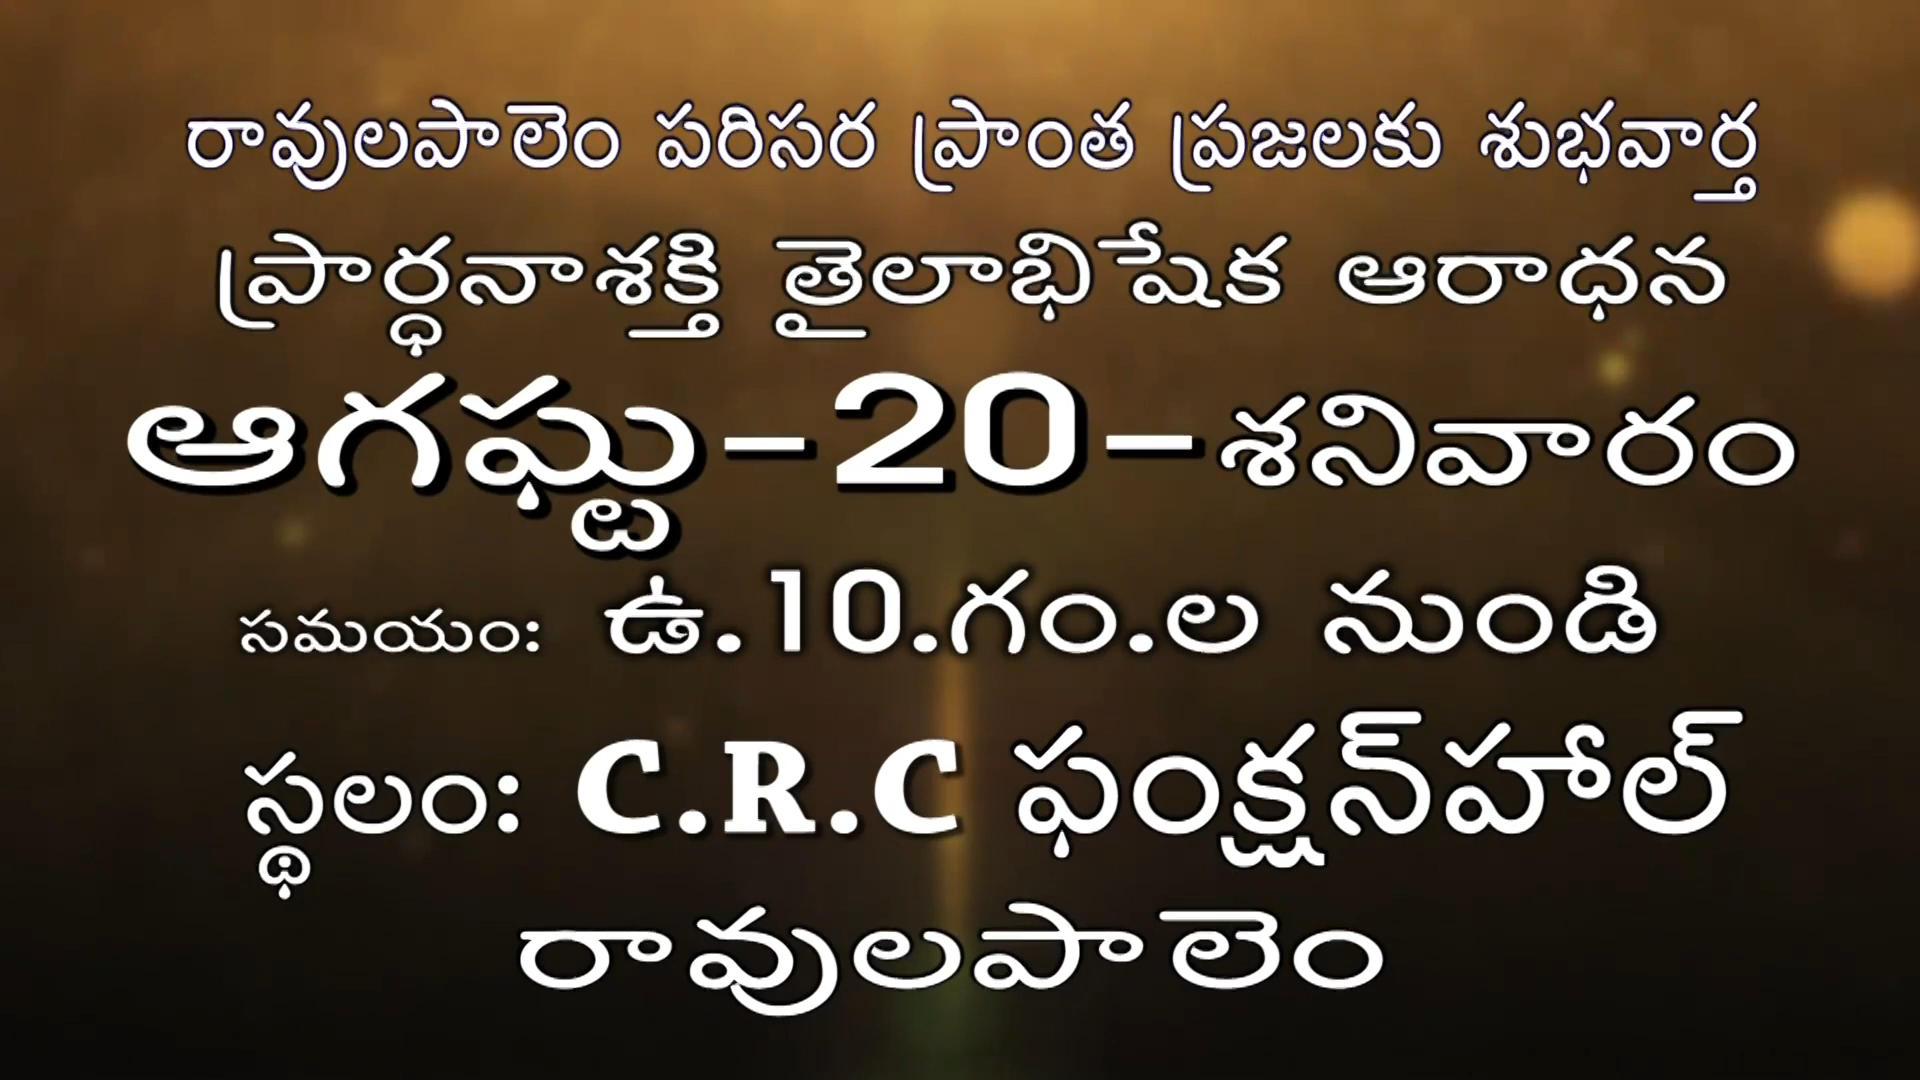 రావులపాలెం పరిసర ప్రాంత ప్రజలకు శుభవార్త
ప్రార్ధనాశక్తి తైలాభిషేక ఆరాధన
ఆగష్టు-20-శనివారం
సమయం: ఉ.10.గం.ల నుండి
స్థలం: C.R.C ఫంక్షన్‌హాల్
రావులపాలెం